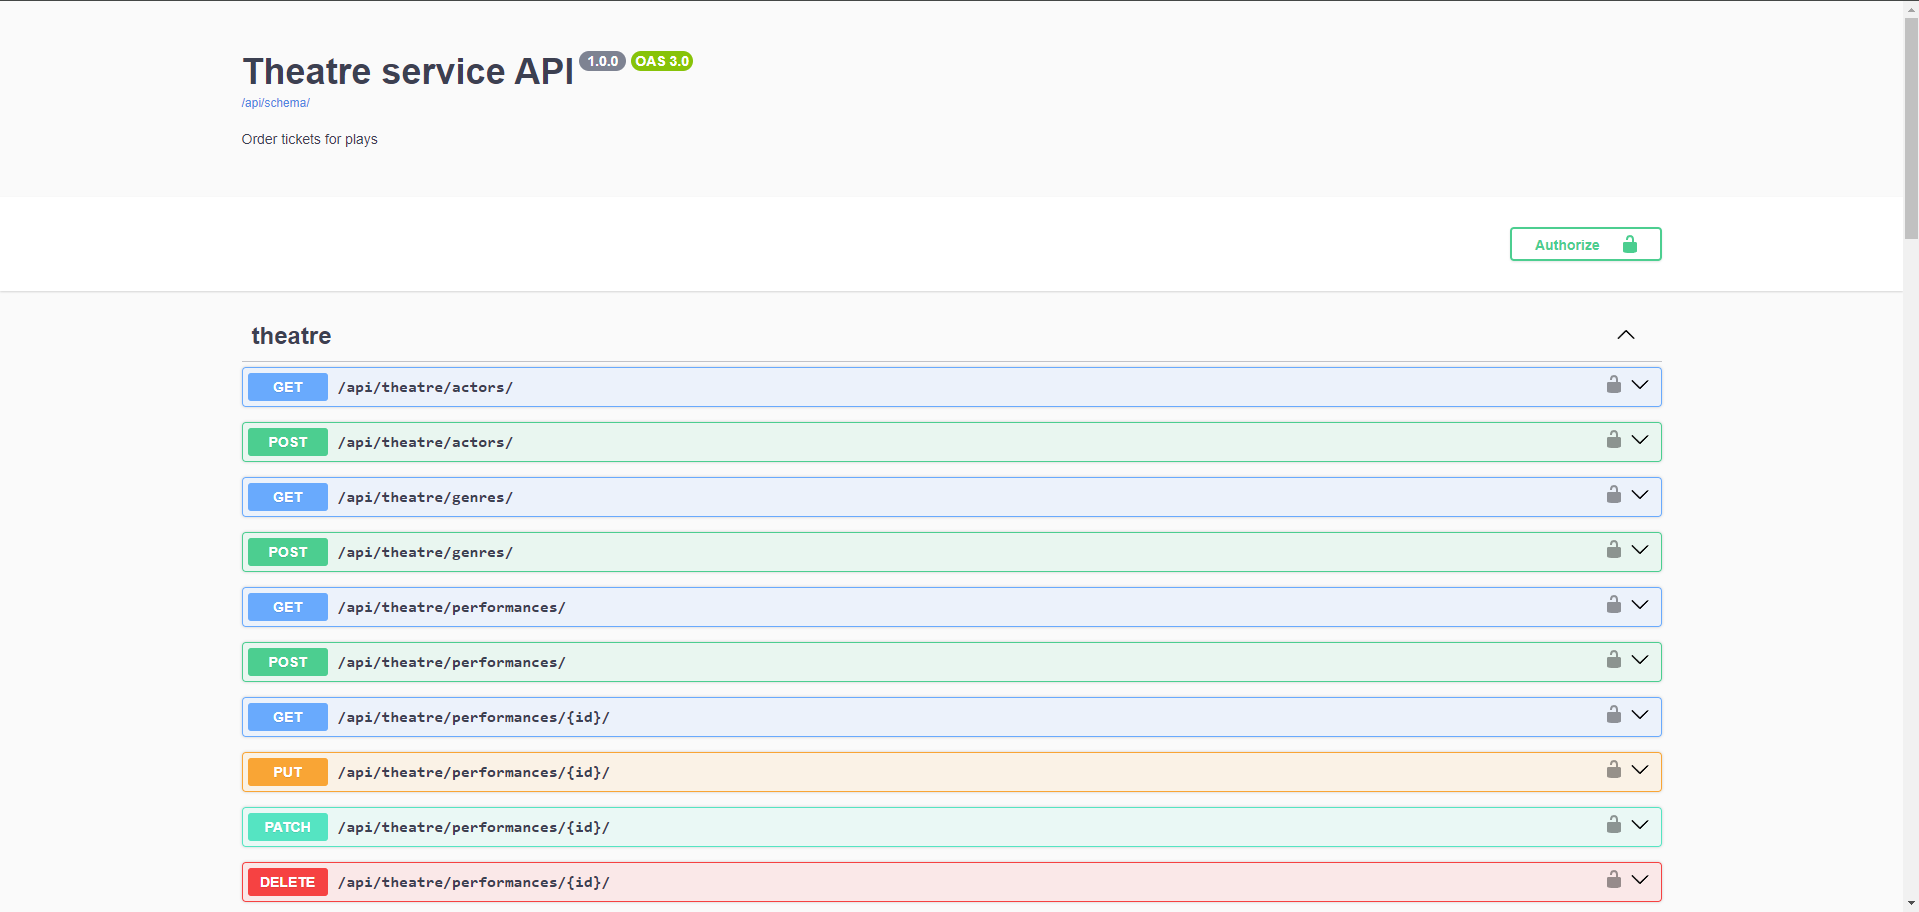 Theatre service API 1.0.0 OAS 3.0
/api/schema/
Order tickets for plays
Authorize
theatre
GET /api/theatre/actors/
POST /api/theatre/actors/
GET /api/theatre/genres/
POST /api/theatre/genres/
GET /api/theatre/performances/
POST /api/theatre/performances/
GET /api/theatre/performances/{id}/
PUT /api/theatre/performances/{id}/
PATCH /api/theatre/performances/{id}/
DELETE /api/theatre/performances/{id}/